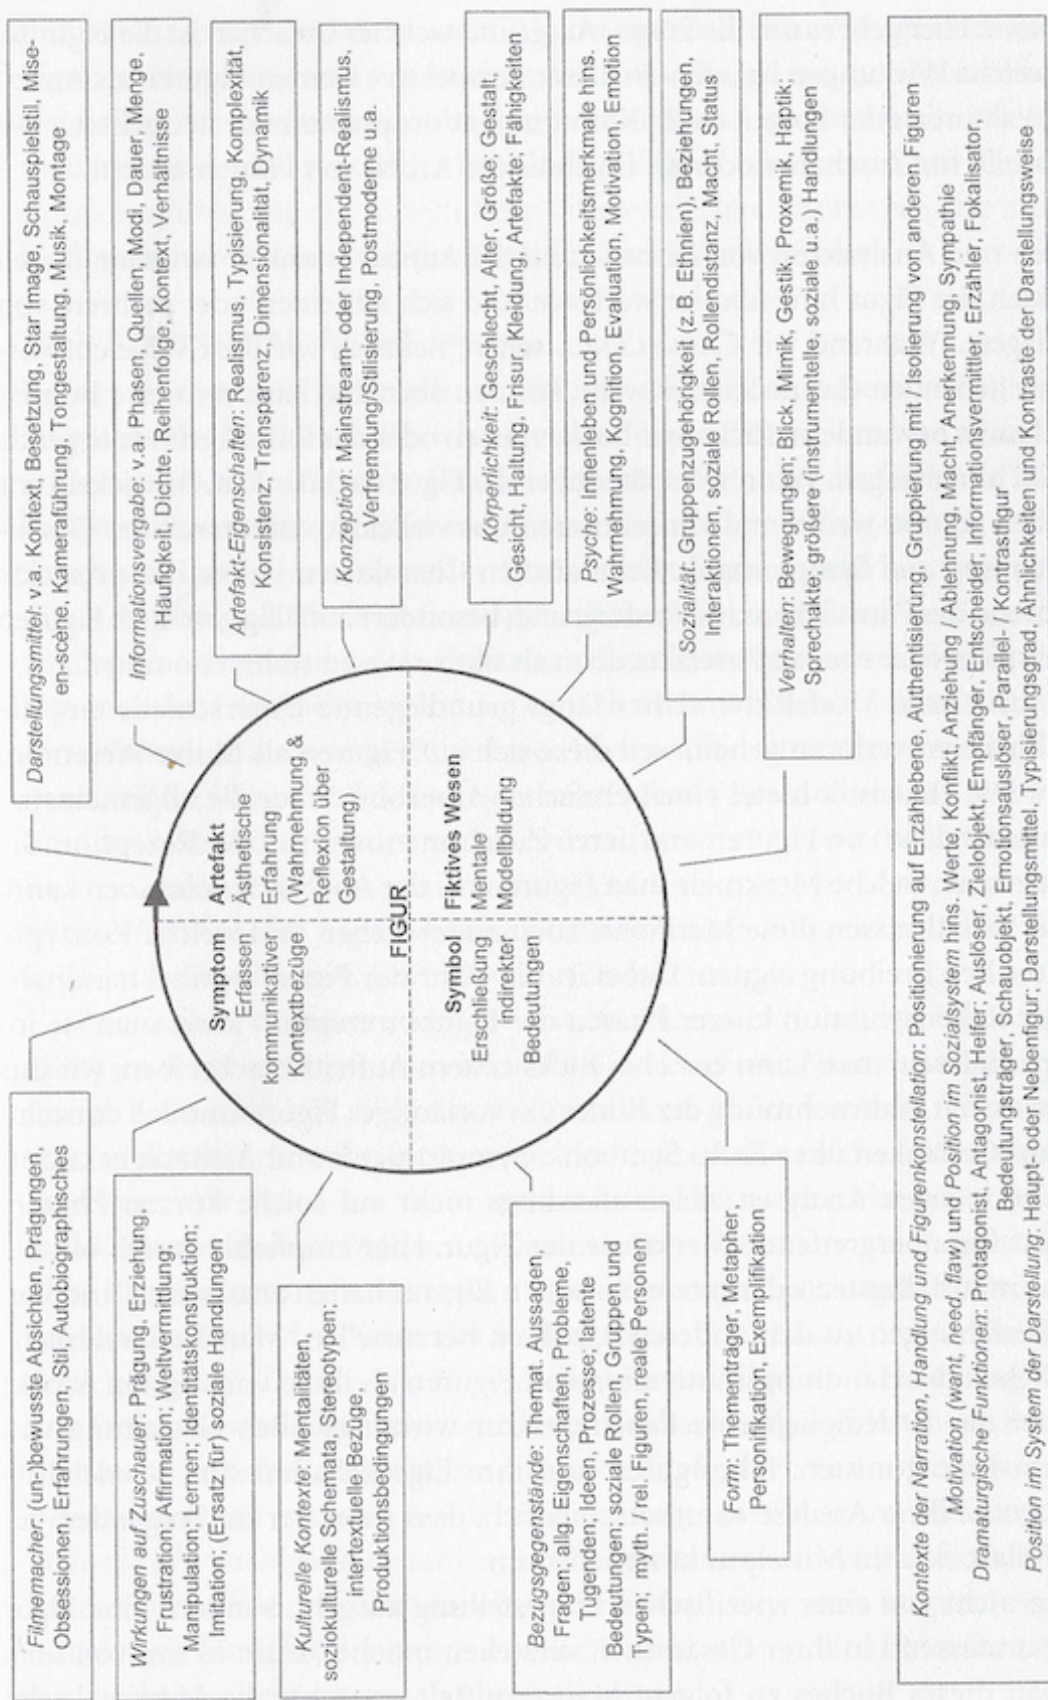 Filmemacher: (un-)bewusste Absichten, Prägungen,
Obsessionen, Erfahrungen, Stil, Autobiographisches
Wirkungen auf Zuschauer: Prägung, Erziehung
Frustration; Affirmation; Weltvermittlung;
Manipulation; Lernen; Identitätskonstruktion;
Imitation; (Ersatz für) soziale Handlungen
Kulturelle Kontexte: Mentalitäten
soziokulturelle Schemata, Stereotypen;
intertextuelle Bezüge,
Produktionsbedingungen
Bezugsgegenstände: Themat. Aussagen,
Fragen; allg. Eigenschaften, Probleme,
Tugenden; Ideen, Prozesse; latente
Bedeutungen; soziale Rollen, Gruppen und
Typen; myth. / rel. Figuren, reale Personen
Form: Thementräger, Metapher,
Personifikation, Exemplifikation
Symptom
Erfassen
kommunikativer
Kontextbezüge
Artefakt
Ästhetische
Erfahrung
(Wahrnehmung &
Reflexion über
Gestaltung)
FIGUR
Symbol
Erschließung
indirekter
Bedeutungen
Fiktives Wesen
Mentale
Modellbildung
Darstellungsmittel: v.a. Kontext, Besetzung, Star Image, Schauspielstil, Mise-
en-scène, Kameraführung, Tongestaltung, Musik, Montage
Informationsvergabe: v.a. Phasen, Quellen, Modi, Dauer Menge,
Häufigkeit, Dichte, Reihenfolge, Kontext, Verhältnisse
Artefakt-Eigenschaften: Realismus, Typisierung, Komplexität,
Konsistenz, Transparenz, Dimensionalität, Dynamik
Konzeption: Mainstream- oder Independent-Realismus,
Verfremdung/Stilisierung, Postmoderne u.a.
Körperlichkeit: Geschlecht, Alter, Größe, Gestalt,
Gesicht, Haltung, Frisur, Kleidung, Artefakte; Fähigkeiten
Psyche: Innenleben und Persönlichkeitsmerkmale hins.
Wahrnehmung, Kognition, Evaluation, Motivation, Emotion
Sozialität: Gruppenzugehörigkeit (z.B. Ethnien), Beziehungen,
Interaktionen, soziale Rollen, Rollendistanz, Macht, Status
Verhalten: Bewegungen; Blick, Mimik, Gestik, Proxemik, Haptik;
Sprechakte; größere (instrumentelle, soziale u.a.) Handlungen
Kontexte der Narration, Handlung und Figurenkonstellation: Positionierung auf Erzählebene, Authentisierung, Gruppierung mit / Isolierung von anderen Figuren
Motivation (want, need, flaw) und Position im Sozialsystem hins. Werte, Konflikt, Anziehung / Ablehnung, Macht, Anerkennung, Sympathie
Dramaturgische Funktionen: Protagonist, Antagonist, Helfer; Auslöser, Zielobjekt, Empfänger, Entscheider; Informationsvermittler, Erzähler, Fokalisator,
Bedeutungsträger, Schauobjekt, Emotionsauslöser, Parallel- / Kontrastfigur
Position im System der Darstellung: Haupt- oder Nebenfigur; Darstellungsmittel, Typisierungsgrad, Ähnlichkeiten und Kontraste der Darstellungsweise